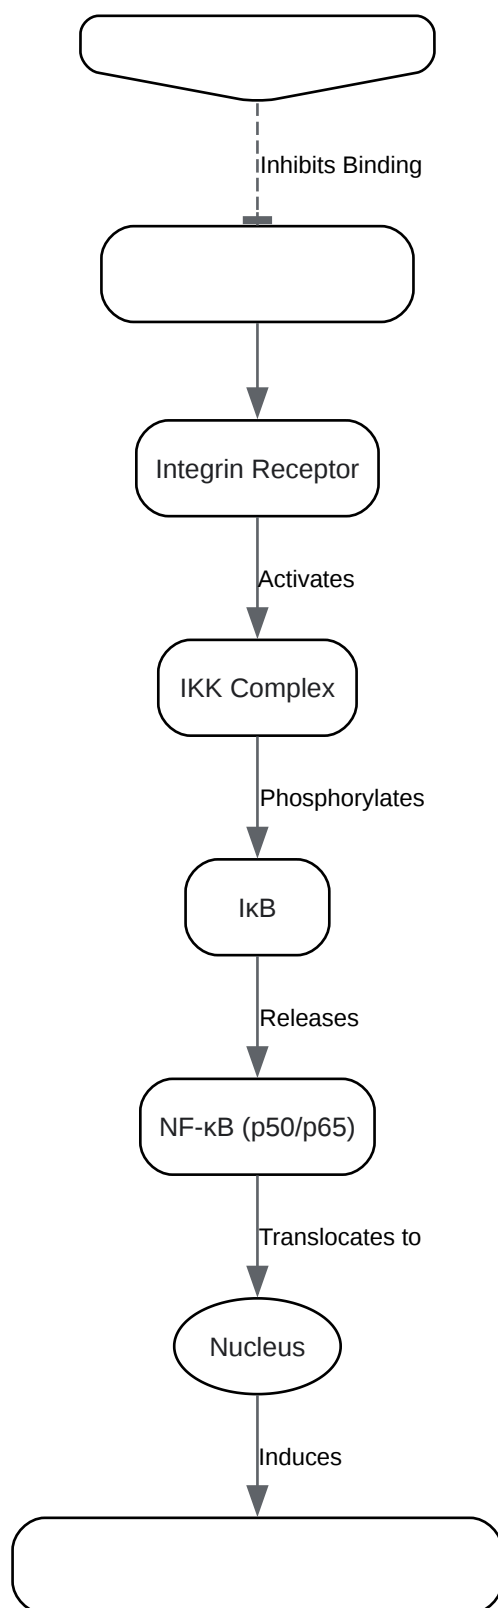 Inhibits Binding
Integrin Receptor
Activates
IKK Complex
Phosphorylates
IκB
Releases
NF-κB (p50/p65)
Translocates to
Nucleus
Induces